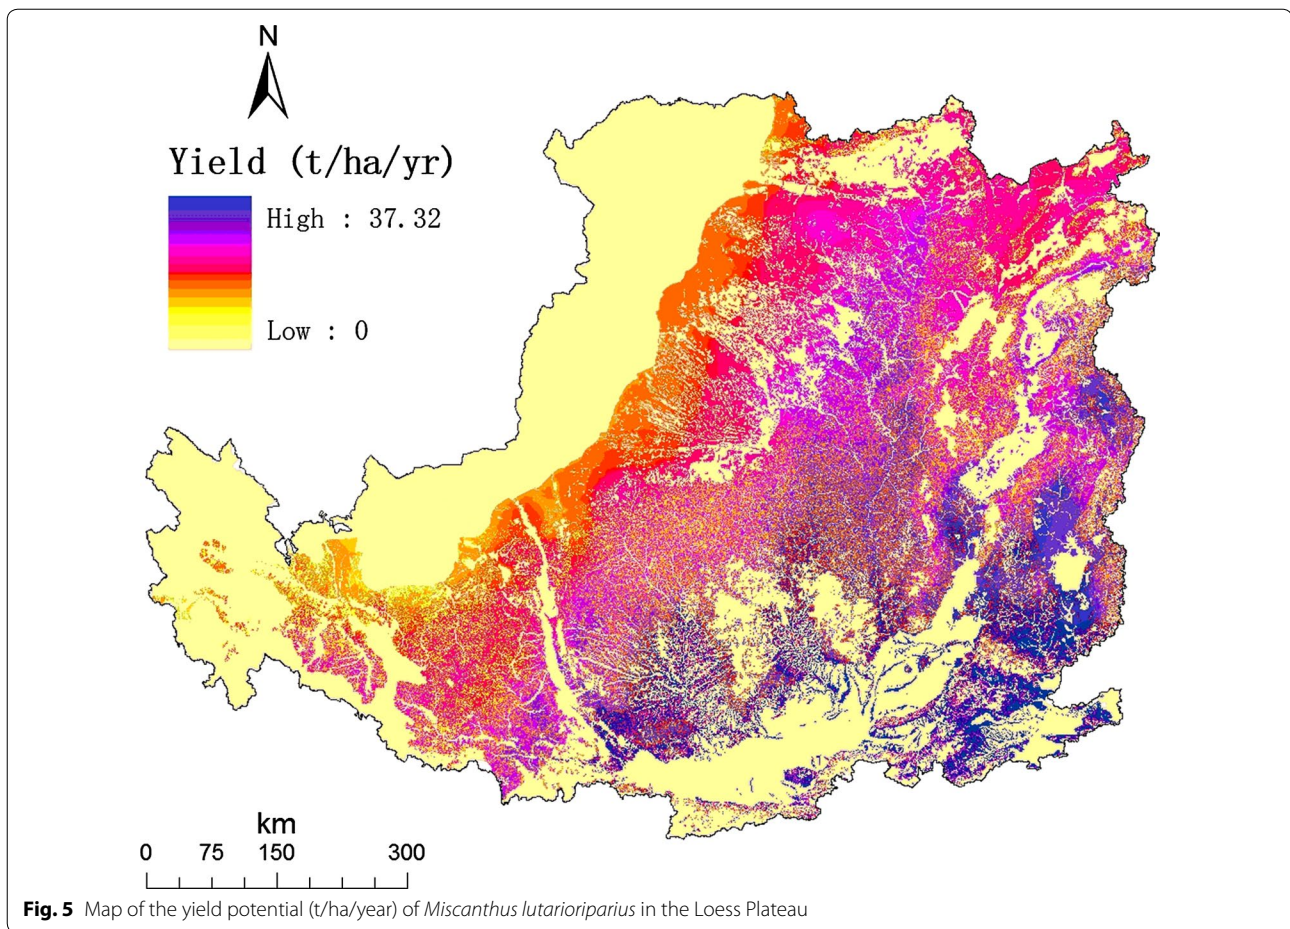 N
Yield (t/ha/yr)
High : 37.32
Low : 0
km
0 75 150 300
Fig. 5 Map of the yield potential (t/ha/year) of Miscanthus lutarioriparius in the Loess Plateau